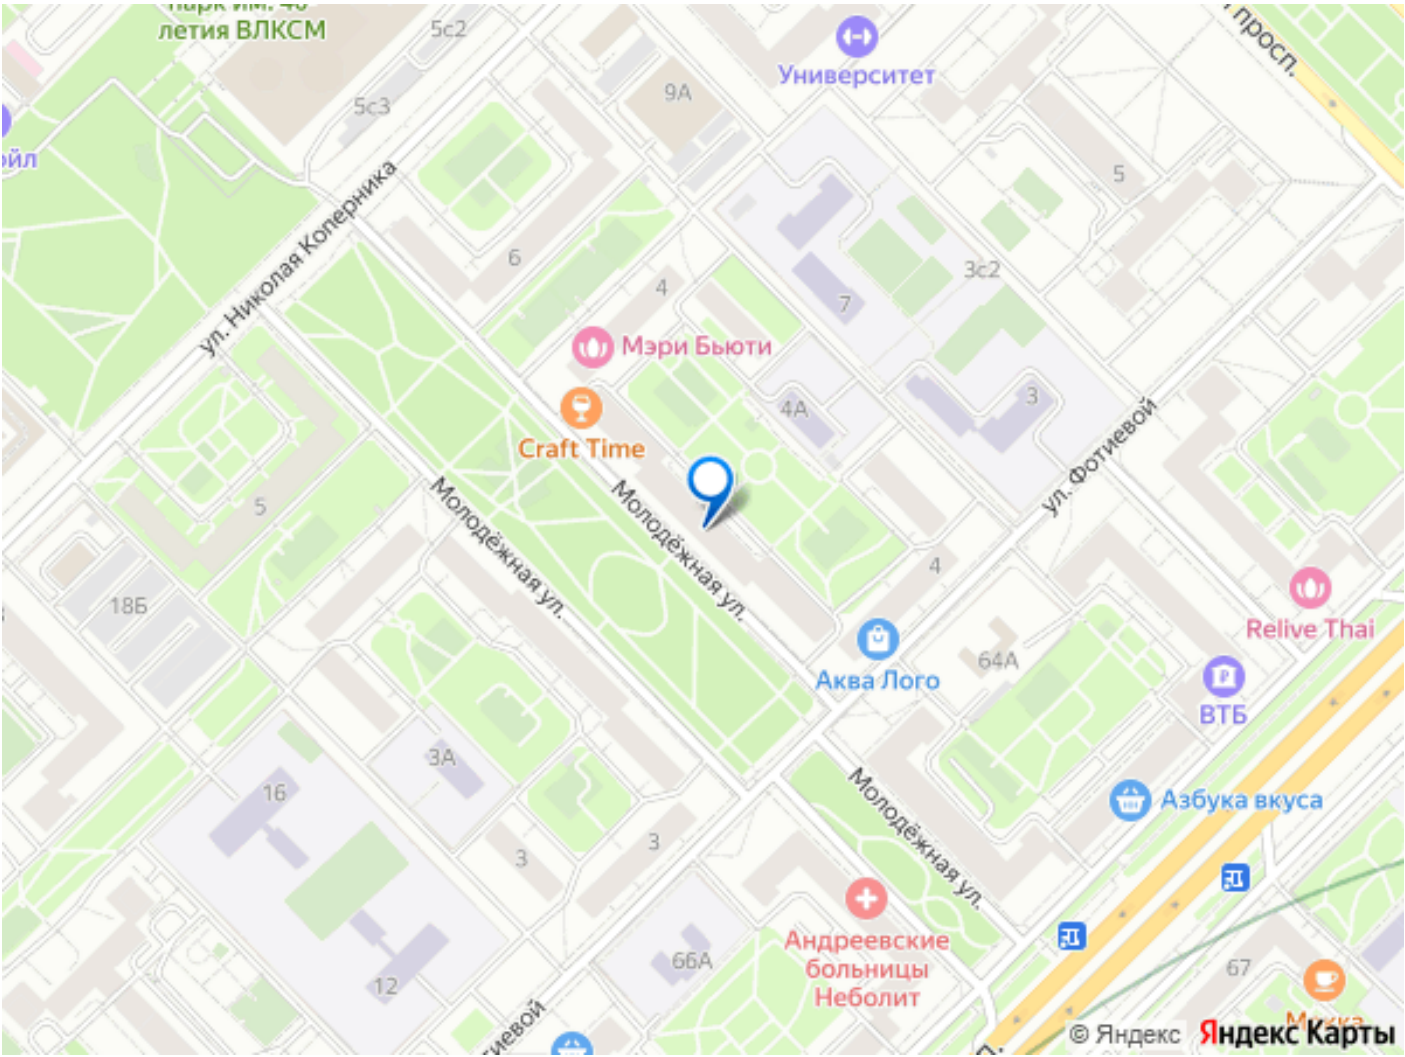 летия ВЛКСМ
5с2
просп.
Университет
9А
5с3
5
ул. Николая Коперника
6
3с2
4
7
Мэри Бьюти
4А
3
Craft Time
ул. Фотиевой
Молодёжная ул.
Молодёжная ул.
5
4
18Б
Relive Thai
64А
Аква Лого
ВТБ
3А
16
Молодёжная ул.
Азбука вкуса
3
3
Андреевские
больницы
Неболит
66А
67
12
© Яндекс Яндекс Карты